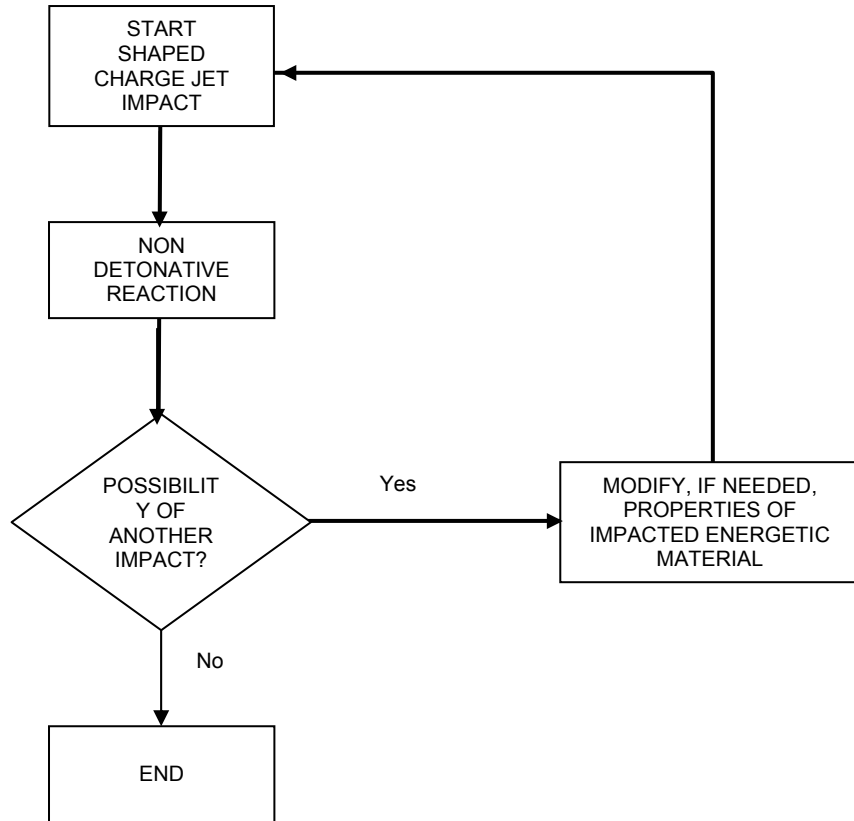 START
SHAPED
CHARGE JET
IMPACT
NON
DETONATIVE
REACTION
POSSIBILIT
Y OF
ANOTHER
IMPACT?
Yes
MODIFY, IF NEEDED,
PROPERTIES OF
IMPACTED ENERGETIC
MATERIAL
No
END